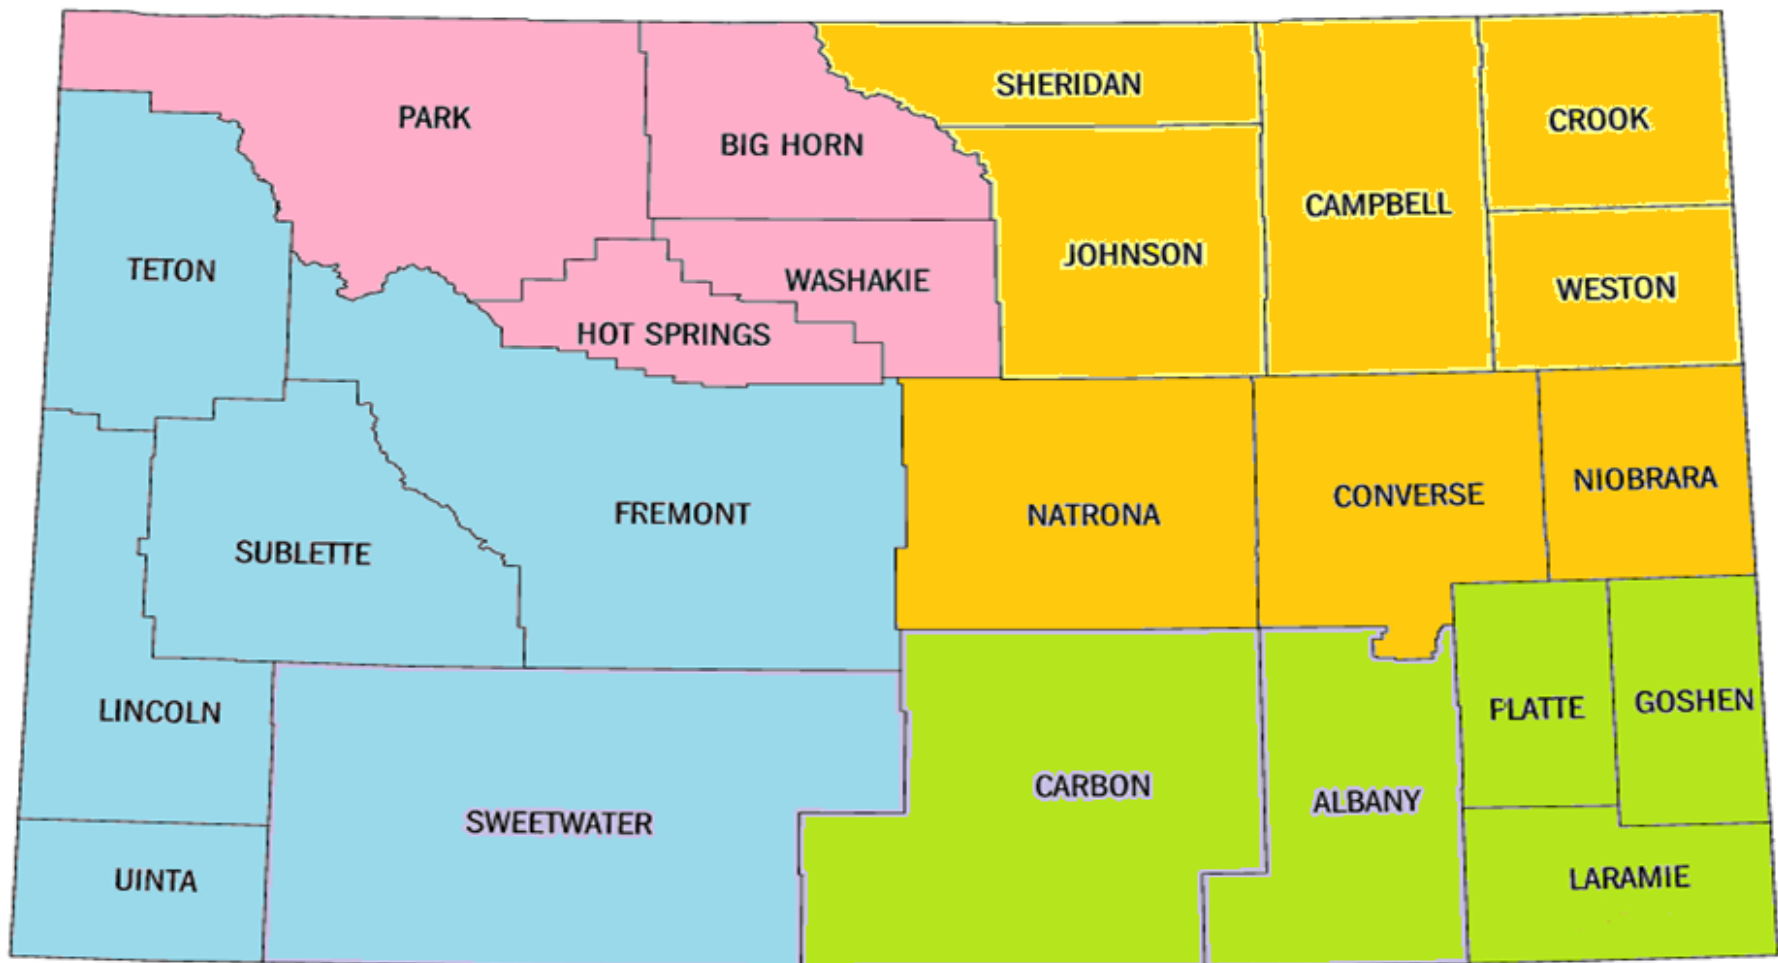 SHERIDAN
PARK
CROOK
BIG HORN
CAMPBELL
JOHNSON
TETON
WASHAKIE
WESTON
HOT SPRINGS
NIOBRARA
CONVERSE
FREMONT
NATRONA
SUBLETTE
GOSHEN
PLATTE
LINCOLN
CARBON
ALBANY
SWEETWATER
LARAMIE
UINTA